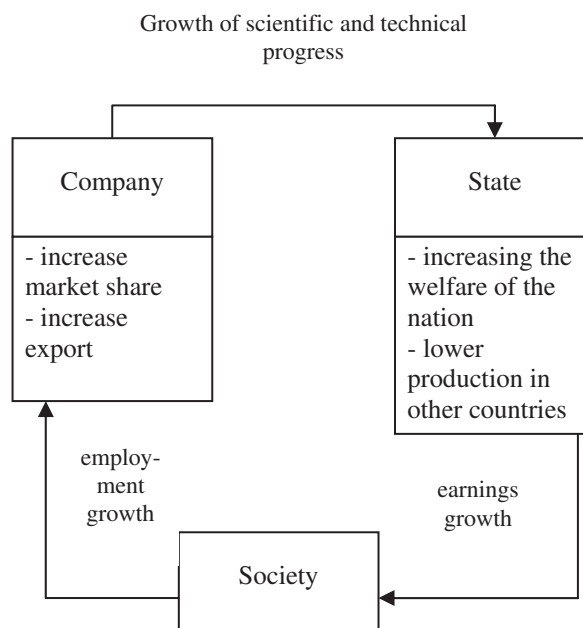 Growth of scientific and technical
progress
Company
State
- increase
market share
- increase
export
- increasing the
welfare of the
nation
- lower
production in
other countries
employ-
ment
growth
earnings
growth
Society